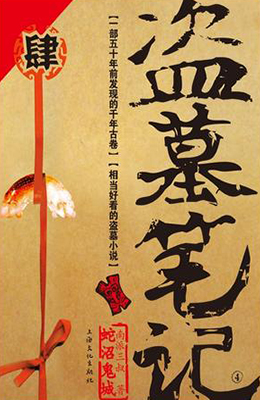 肆
盗墓笔记
④
【一部五十年前发现的千年古卷】【相当好看的盗墓小说】
南派三叔 著
蛇沼鬼城
上海文化出版社